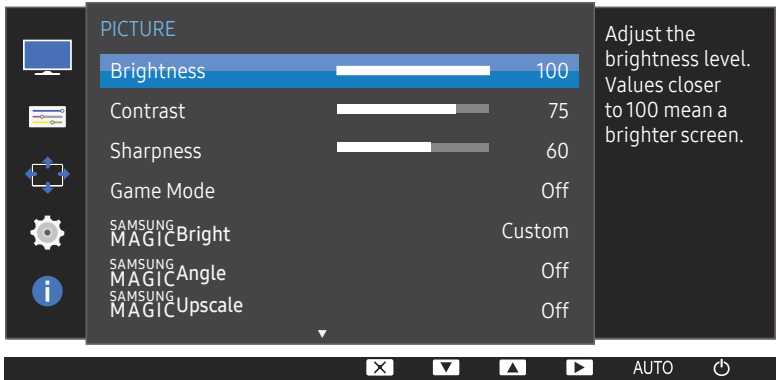 PICTURE
Brightness 100
Contrast 75
Sharpness 60
Game Mode Off
SAMSUNG
MAGIC Bright Custom
SAMSUNG
MAGIC Angle Off
SAMSUNG
MAGIC Upscale Off
Adjust the
brightness level.
Values closer
to 100 mean a
brighter screen.
AUTO